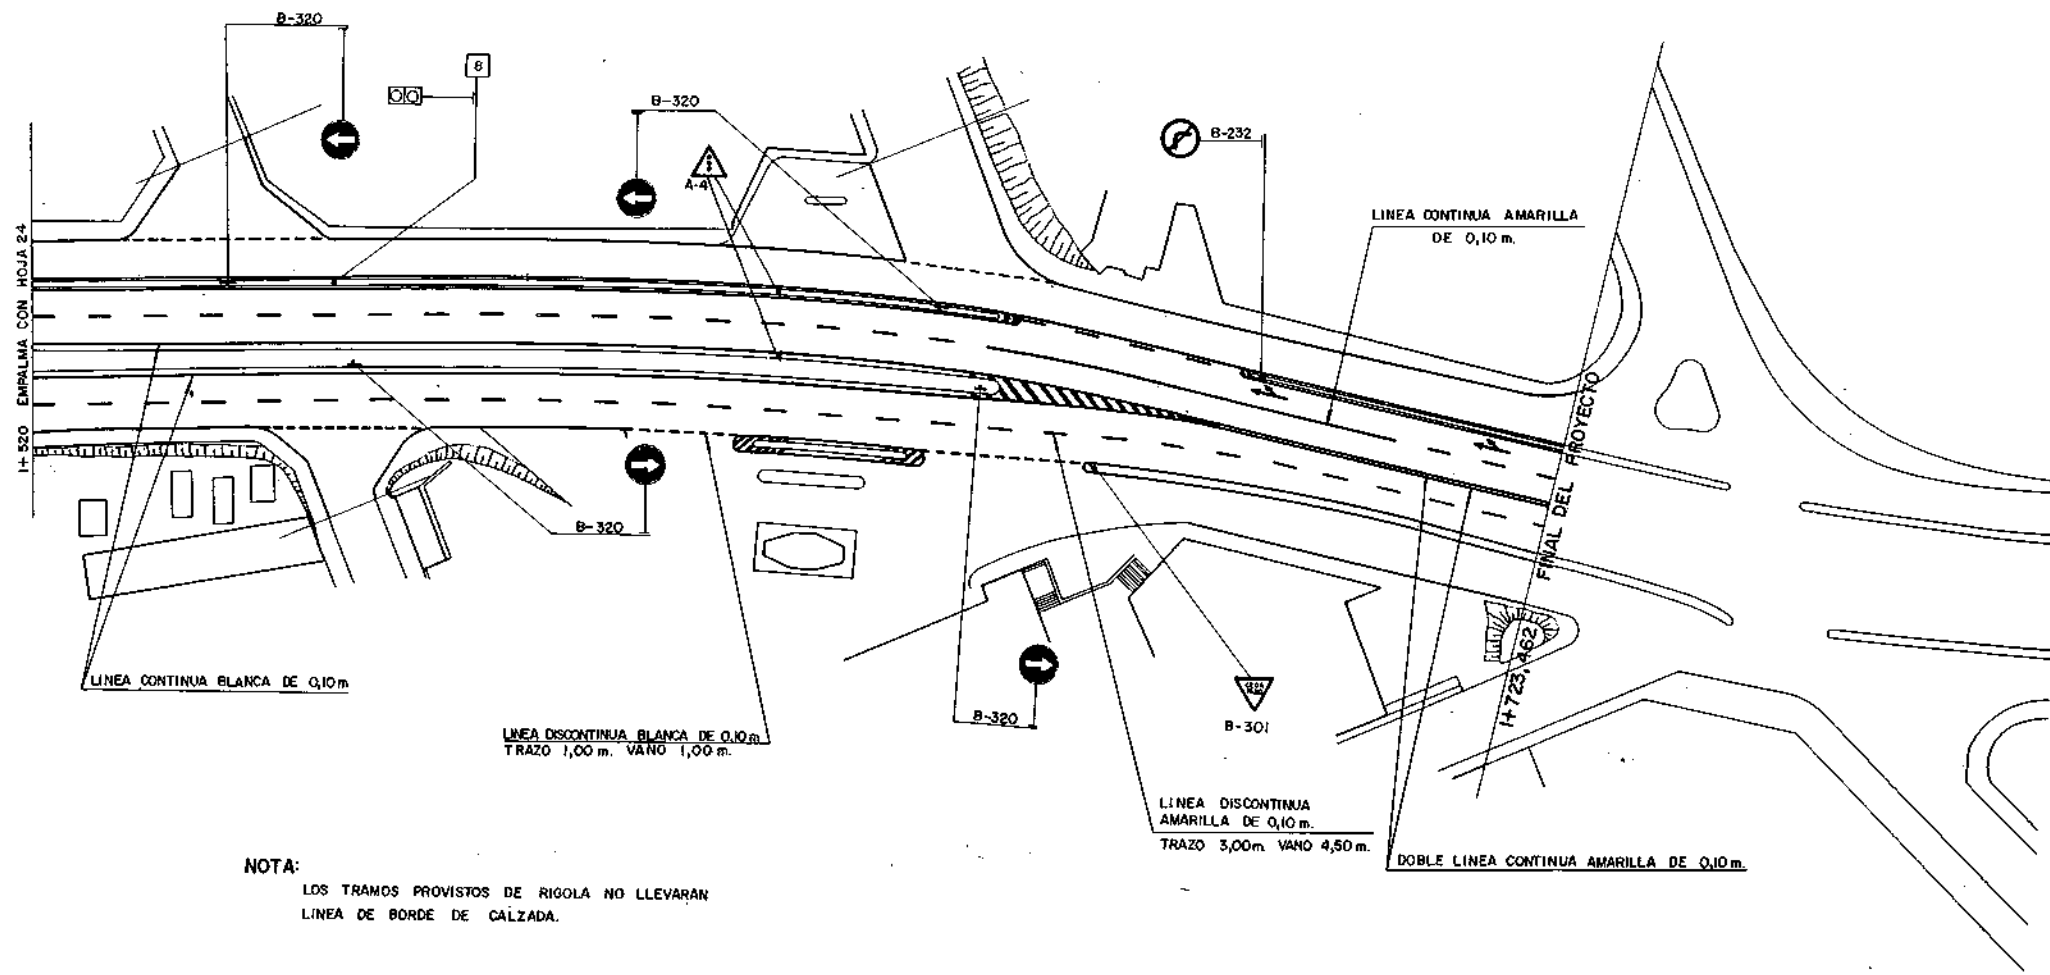 B-320
8
B-320
A-4
B-232
LINEA CONTINUA AMARILLA
DE 0,10 m.
1+520 EMPALMA CON HOJA 24
B-320
LINEA CONTINUA BLANCA DE 0,10 m
LINEA DISCONTINUA BLANCA DE 0,10 m
TRAZO 1,00 m. VANO 1,00 m.
B-320
CEDA
B-301
FINAL DEL PROYECTO
1+723,462
LINEA DISCONTINUA
AMARILLA DE 0,10 m.
TRAZO 3,00 m VANO 4,50 m.
DOBLE LINEA CONTINUA AMARILLA DE 0,10 m.
NOTA:
LOS TRAMOS PROVISTOS DE RIGOLA NO LLEVARAN
LINEA DE BORDE DE CALZADA.